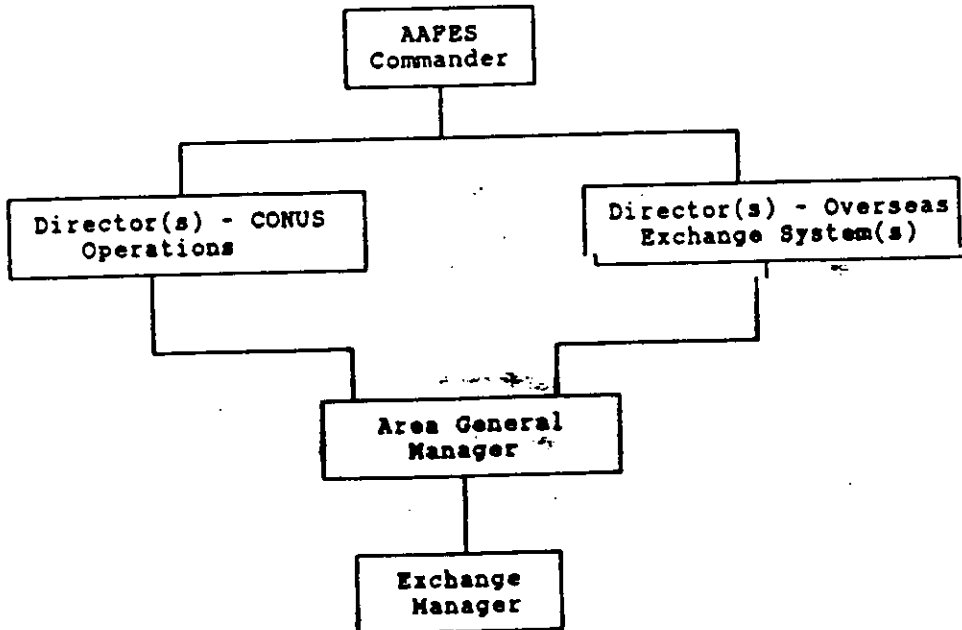 AAFES
Commander
Director(s) - CONUS
Operations
Director(s) - Overseas
Exchange System(s)
Area General
Manager
Exchange
Manager